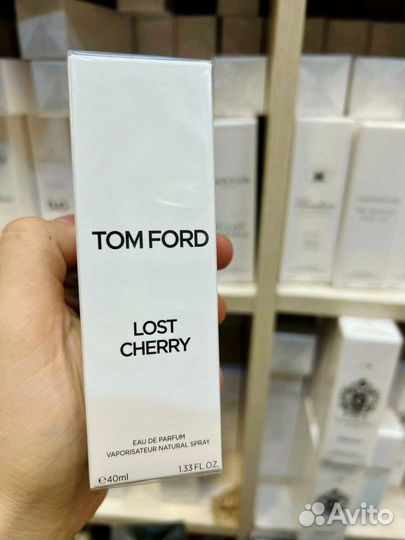 TOM FORD
LOST
CHERRY
EAU DE PARFUM
VAPORISATEUR NATURAL SPRAY
℮40ml 1.33 FL.OZ.
Avito